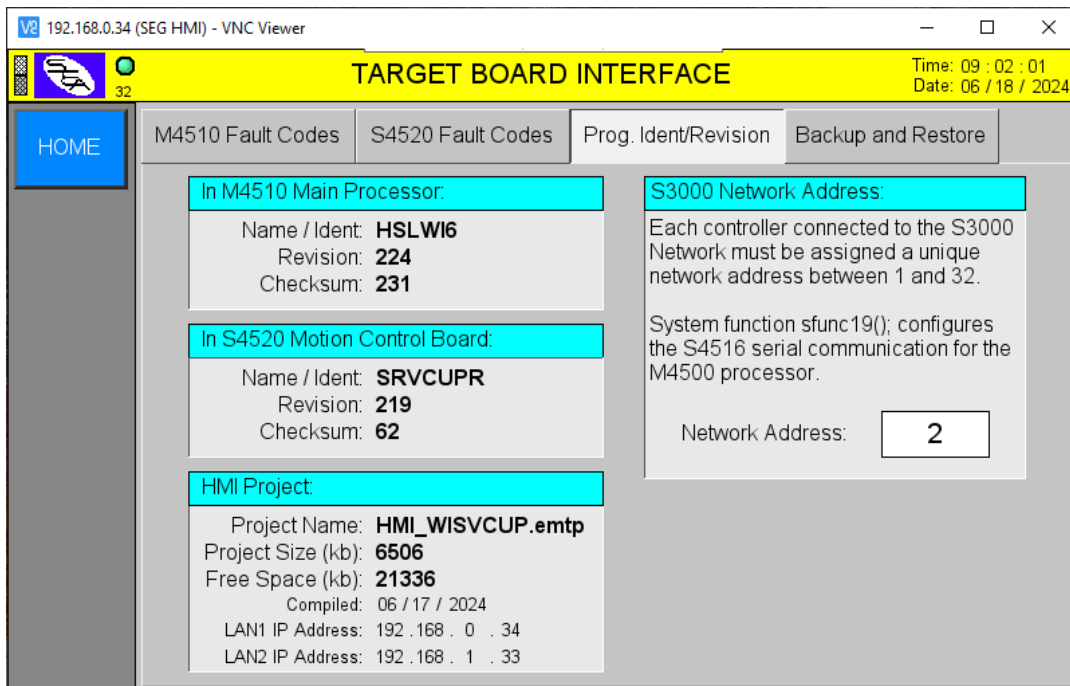 192.168.0.34 (SEG HMI) - VNC Viewer
32
TARGET BOARD INTERFACE
Time: 09 : 02 : 01
Date: 06 / 18 / 2024
HOME
M4510 Fault Codes
S4520 Fault Codes
Prog. Ident/Revision
Backup and Restore
In M4510 Main Processor:
Name / Ident: HSLWI6
Revision: 224
Checksum: 231
In S4520 Motion Control Board:
Name / Ident: SRVCUPR
Revision: 219
Checksum: 62
HMI Project:
Project Name: HMI_WISVCUP.emtp
Project Size (kb): 6506
Free Space (kb): 21336
Compiled: 06 / 17 / 2024
LAN1 IP Address: 192 . 168 . 0 . 34
LAN2 IP Address: 192 . 168 . 1 . 33
S3000 Network Address:
Each controller connected to the S3000
Network must be assigned a unique
network address between 1 and 32.
System function sfunc19(); configures
the S4516 serial communication for the
M4500 processor.
Network Address: 2